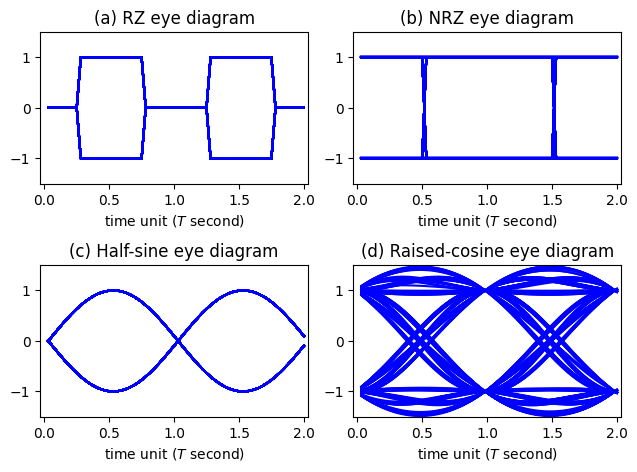 (a) RZ eye diagram
1
0
−1
0.0 0.5 1.0 1.5 2.0
time unit (T second)
(b) NRZ eye diagram
1
0
−1
0.0 0.5 1.0 1.5 2.0
time unit (T second)
(c) Half-sine eye diagram
1
0
−1
0.0 0.5 1.0 1.5 2.0
time unit (T second)
(d) Raised-cosine eye diagram
1
0
−1
0.0 0.5 1.0 1.5 2.0
time unit (T second)